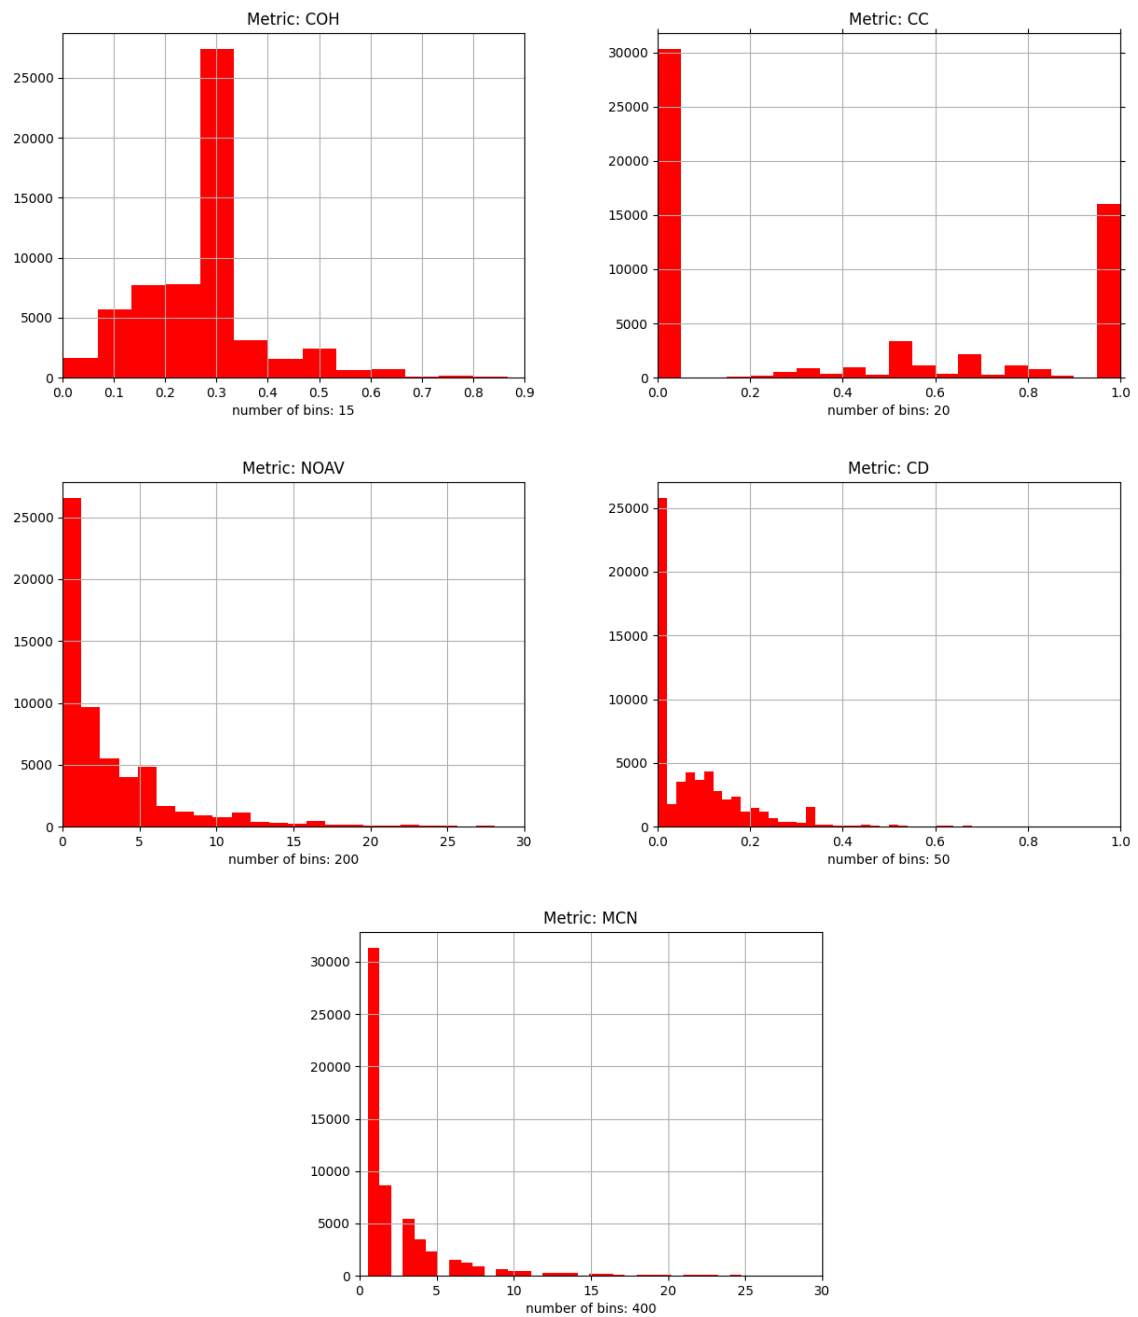 Metric: COH
25000
20000
15000
10000
5000
0
0.0 0.1 0.2 0.3 0.4 0.5 0.6 0.7 0.8 0.9
number of bins: 15
Metric: CC
30000
25000
20000
15000
10000
5000
0
0.0 0.2 0.4 0.6 0.8 1.0
number of bins: 20
Metric: NOAV
25000
20000
15000
10000
5000
0
0 5 10 15 20 25 30
number of bins: 200
Metric: CD
25000
20000
15000
10000
5000
0
0.0 0.2 0.4 0.6 0.8 1.0
number of bins: 50
Metric: MCN
30000
25000
20000
15000
10000
5000
0
0 5 10 15 20 25 30
number of bins: 400